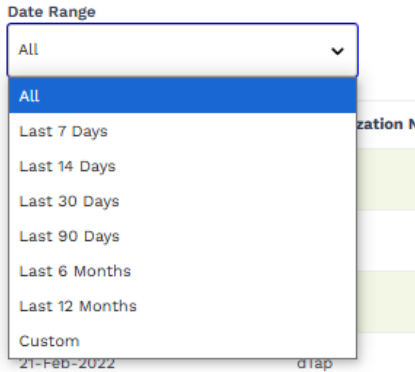 Date Range
All
All
Last 7 Days
zation N
Last 14 Days
Last 30 Days
Last 90 Days
Last 6 Months
Last 12 Months
Custom
21-Feb-2022 dTap